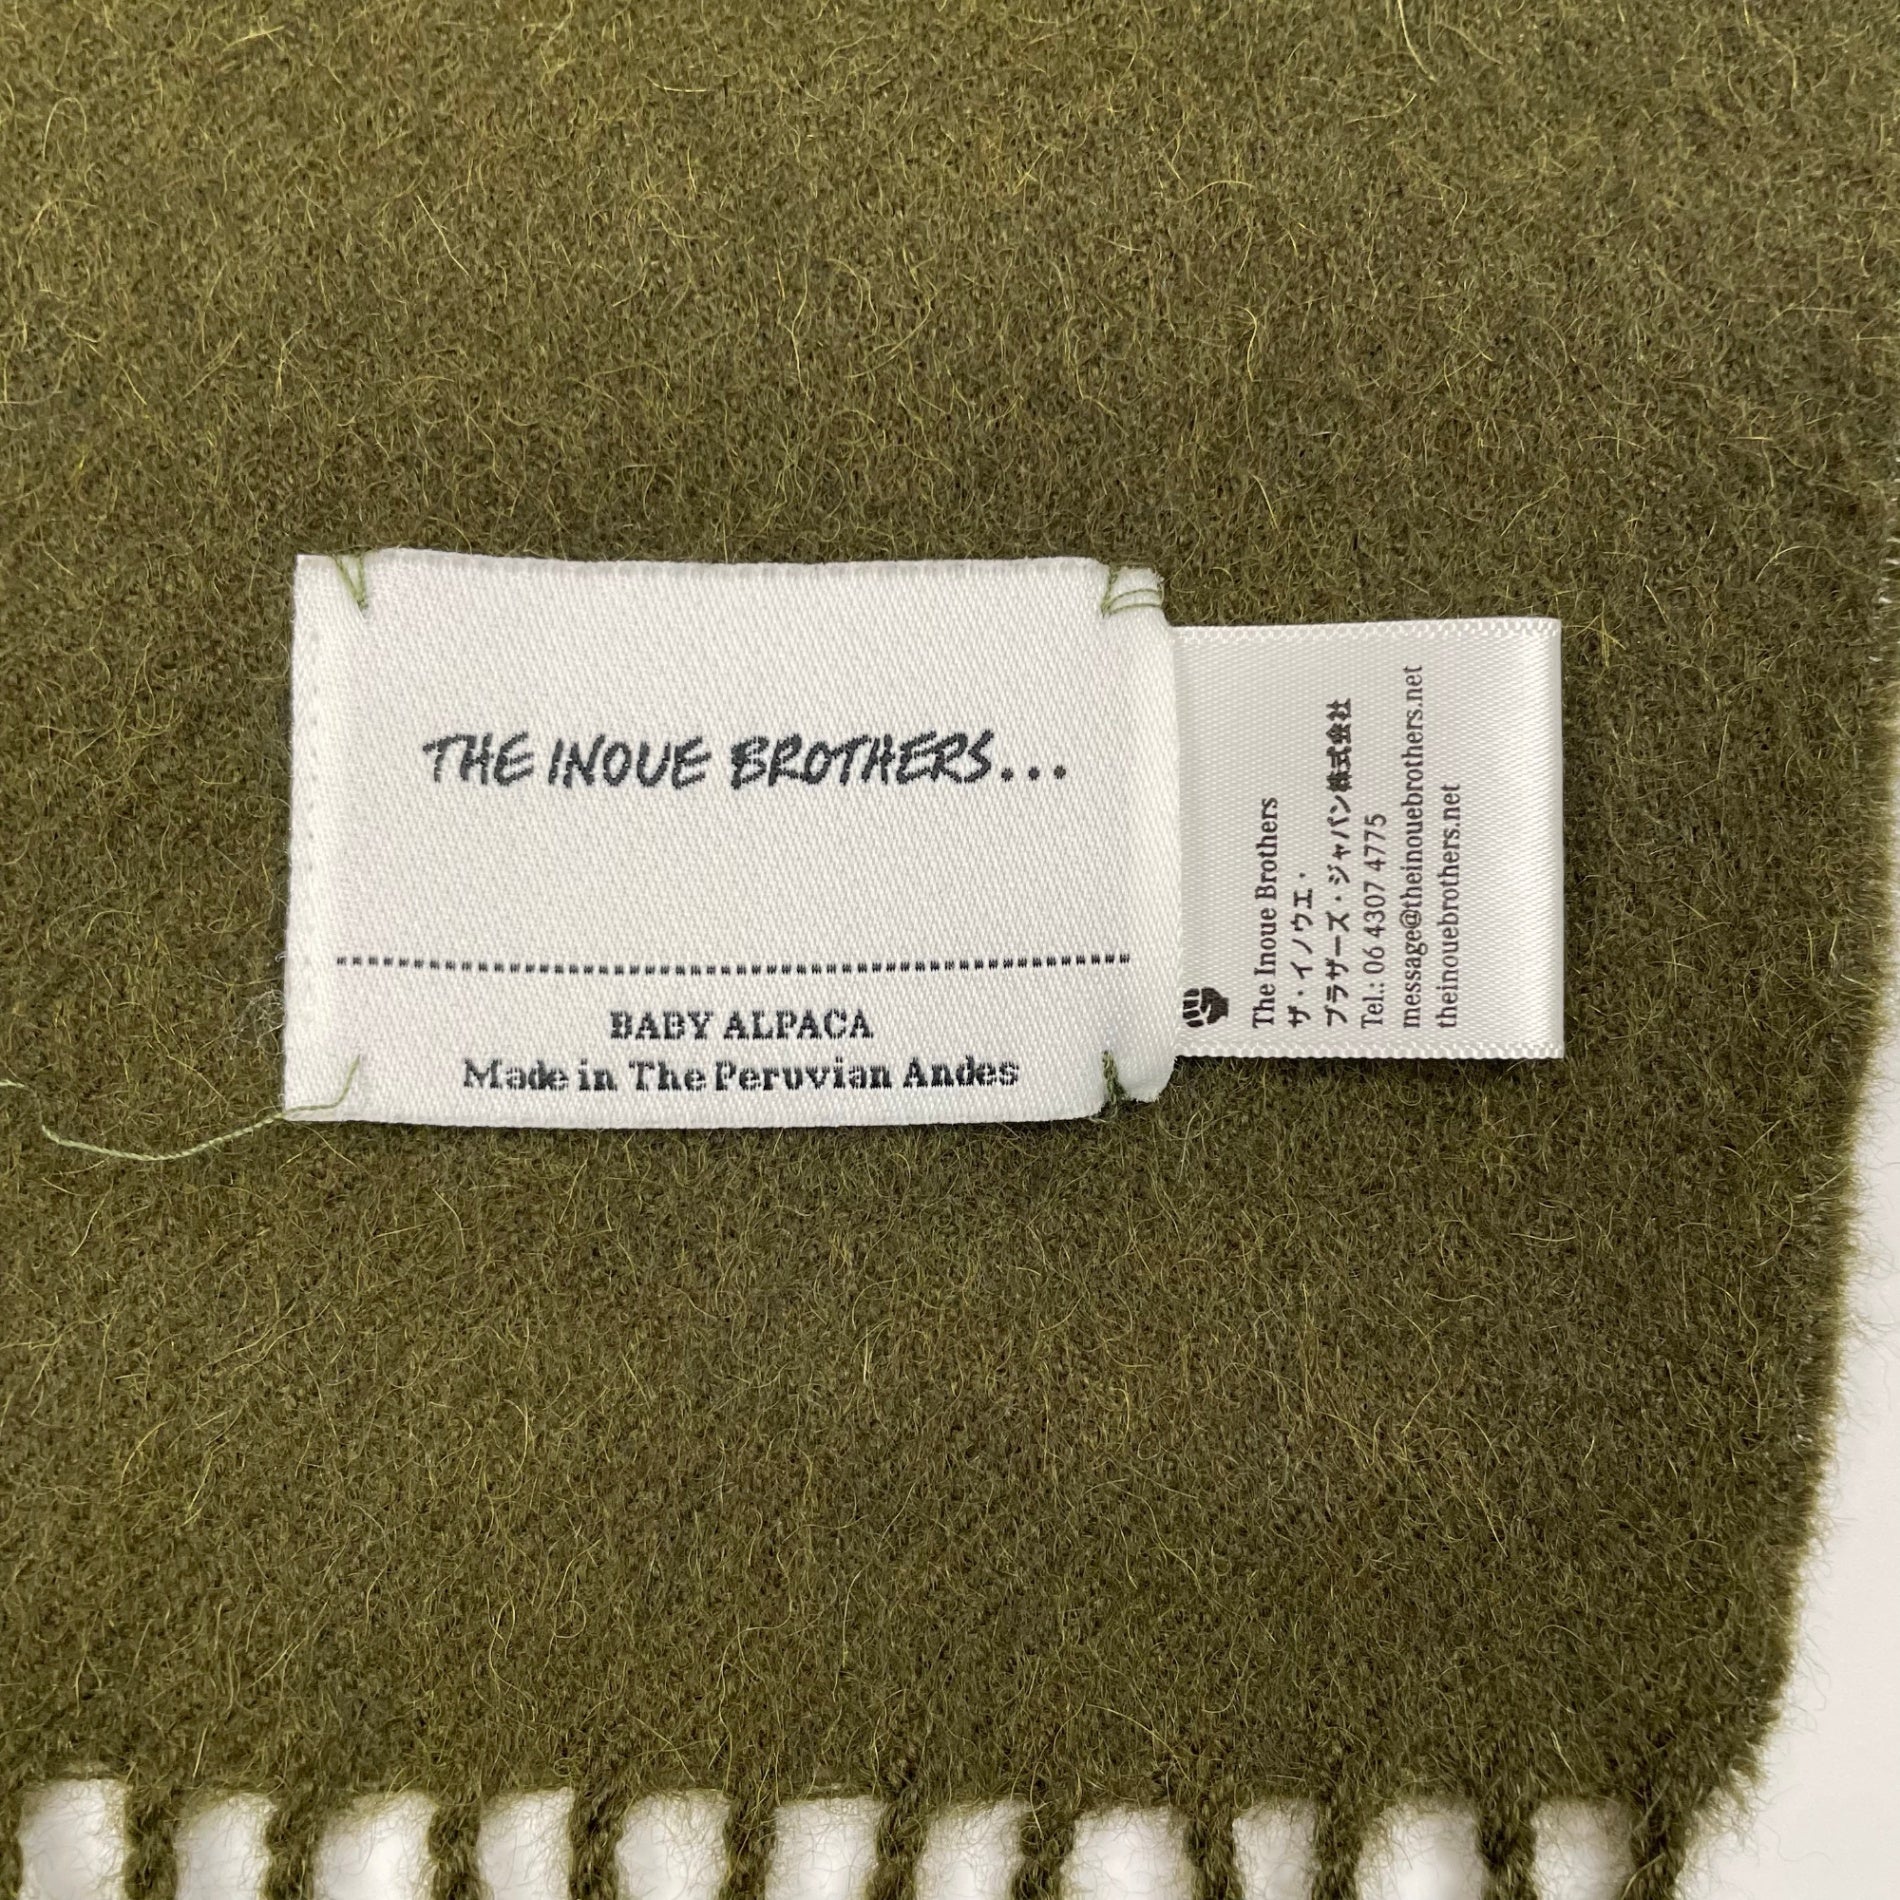 THE INOUE BROTHERS...
BABY ALPACA
Made in The Peruvian Andes
The Inoue Brothers
ザ・イノウエ・
ブラザーズ・ジャパン株式会社
Tel.: 06 4307 4775
message@theinouebrothers.net
theinouebrothers.net